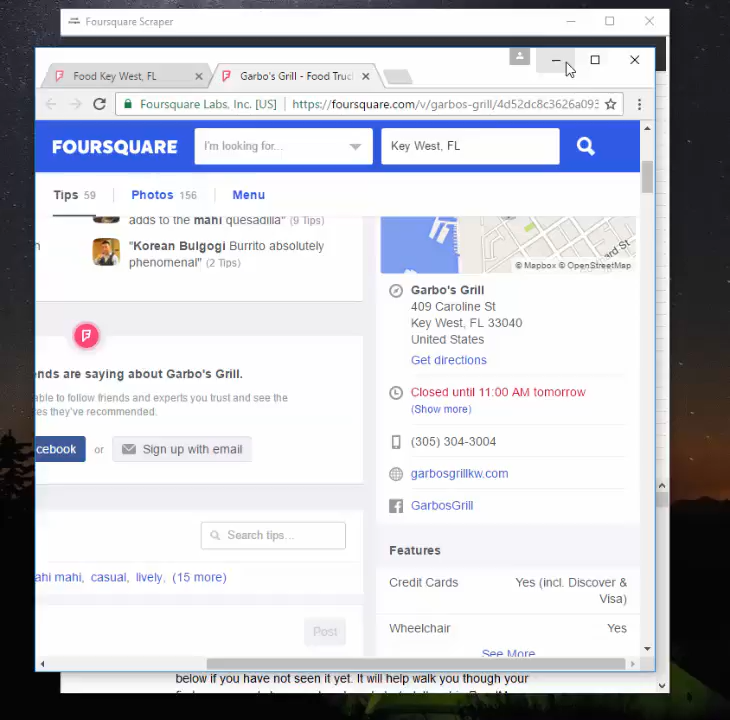 Foursquare Scraper
Food Key West, FL
Garbo's Grill - Food Truc
Foursquare Labs, Inc. [US]
https://foursquare.com/v/garbos-grill/4d52dc8c3626a093
FOURSQUARE
I'm looking for...
Key West, FL
Tips 59
Photos 156
Menu
adds to the mahi quesadilla" (9 Tips)
"Korean Bulgogi Burrito absolutely
phenomenal" (2 Tips)
ard St
© Mapbox © OpenStreetMap
Garbo's Grill
409 Caroline St
Key West, FL 33040
United States
Get directions
nds are saying about Garbo's Grill.
able to follow friends and experts you trust and see the
es they've recommended.
Closed until 11:00 AM tomorrow
(Show more)
cebook
or
Sign up with email
(305) 304-3004
garbosgrillkw.com
GarbosGrill
Search tips...
Features
ahi mahi, casual, lively, (15 more)
Credit Cards
Yes (incl. Discover &
Visa)
Post
Wheelchair
Yes
See More
below if you have not seen it yet. It will help walk you though your